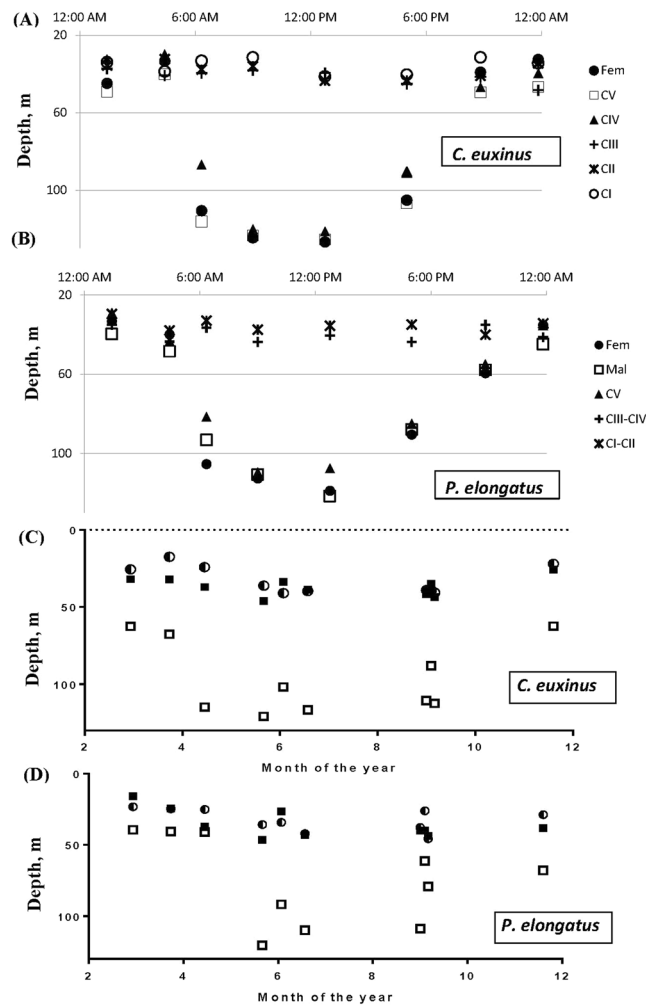 (A)
12:00 AM 6:00 AM 12:00 PM 6:00 PM 12:00 AM
20
60
100
Depth, m
Fem
CV
CIV
CIII
CII
CI
C. euxinus
(B)
12:00 AM 6:00 AM 12:00 PM 6:00 PM 12:00 AM
20
60
100
Depth, m
Fem
Mal
CV
CIII-CIV
CI-CII
P. elongatus
(C)
0
50
100
Depth, m
C. euxinus
2 4 6 8 10 12
Month of the year
(D)
0
50
100
Depth, m
P. elongatus
2 4 6 8 10 12
Month of the year